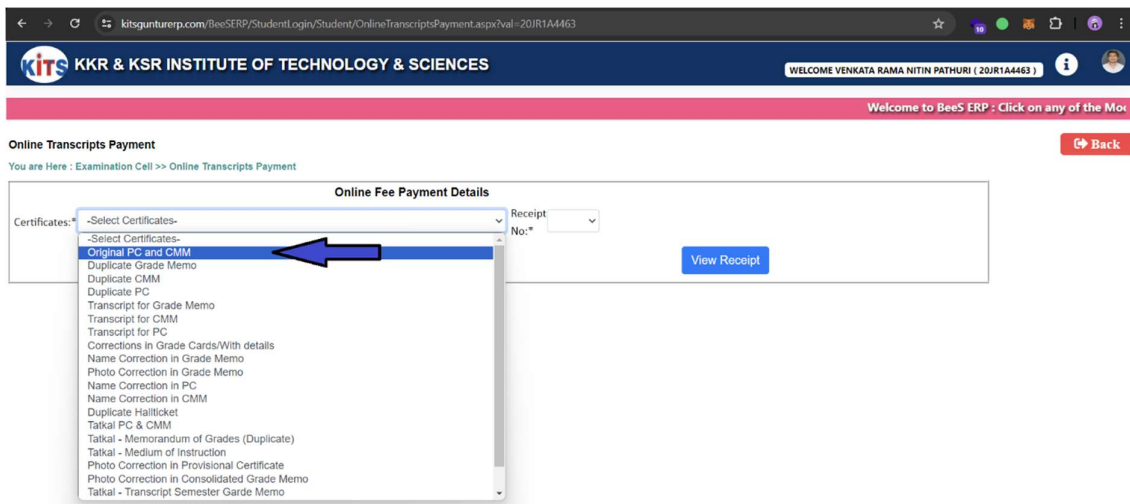 kitsgunturerp.com/BeeSERP/StudentLogin/Student/OnlineTranscriptsPayment.aspx?val=20JR1A4463
10
KiTS KKR & KSR INSTITUTE OF TECHNOLOGY & SCIENCES
WELCOME VENKATA RAMA NITIN PATHURI ( 20JR1A4463 )
i
Welcome to BeeS ERP : Click on any of the Mo
Online Transcripts Payment
Back
You are Here : Examination Cell >> Online Transcripts Payment
Online Fee Payment Details
Certificates:* -Select Certificates-
Receipt
No:*
-Select Certificates-
Original PC and CMM
Duplicate Grade Memo
Duplicate CMM
Duplicate PC
Transcript for Grade Memo
Transcript for CMM
Transcript for PC
Corrections in Grade Cards/With details
Name Correction in Grade Memo
Photo Correction in Grade Memo
Name Correction in PC
Name Correction in CMM
Duplicate Hallticket
Tatkal PC & CMM
Tatkal - Memorandum of Grades (Duplicate)
Tatkal - Medium of Instruction
Photo Correction in Provisional Certificate
Photo Correction in Consolidated Grade Memo
Tatkal - Transcript Semester Garde Memo
View Receipt